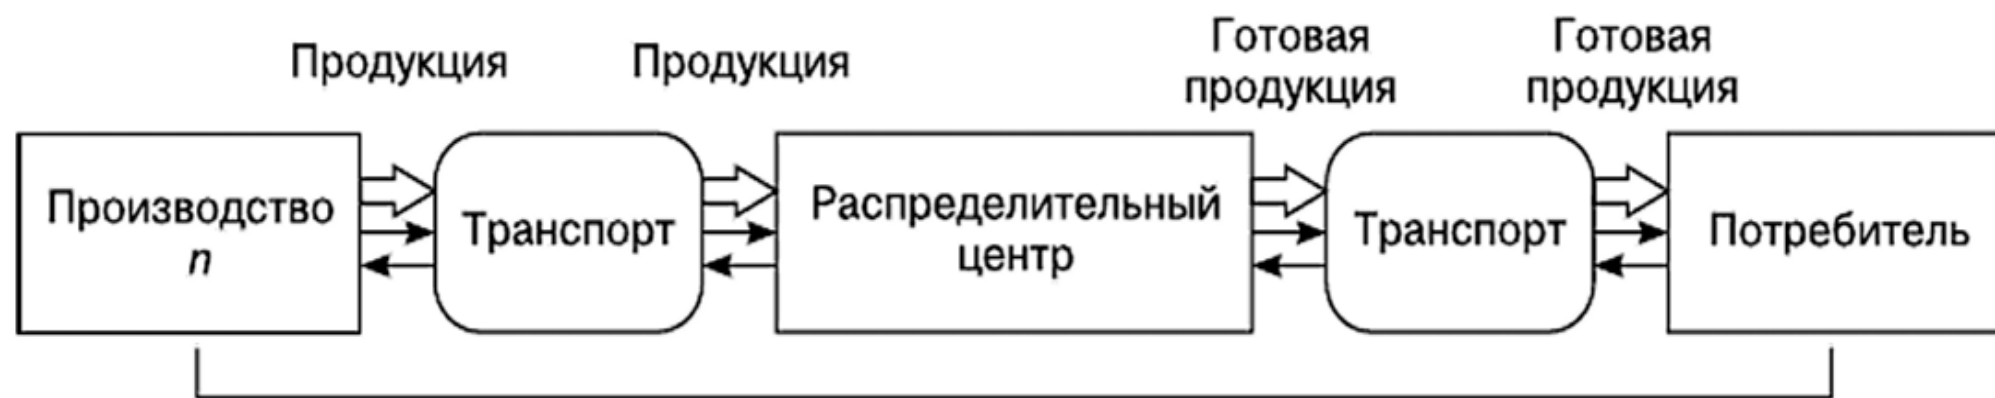 Продукция
Продукция
Готовая
продукция
Готовая
продукция
Производство
n
Транспорт
Распределительный
центр
Транспорт
Потребитель